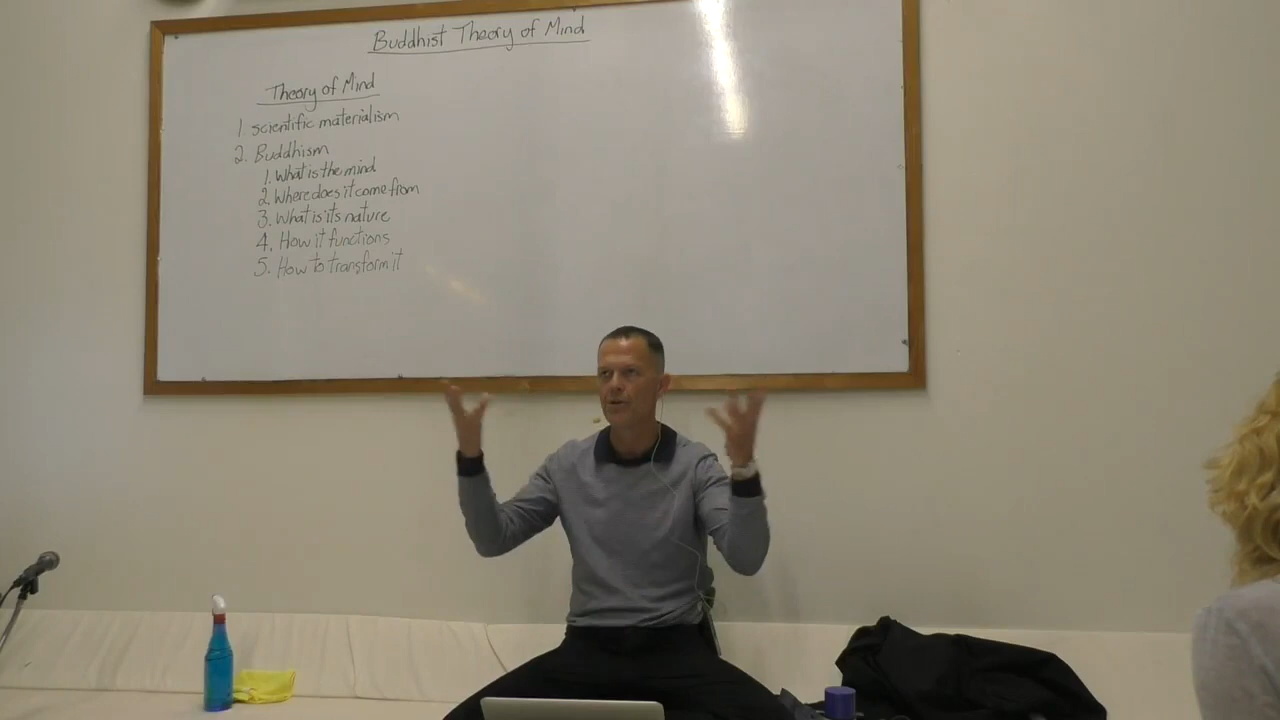 Buddhist Theory of Mind
Theory of Mind
1. scientific materialism
2. Buddhism
1. What is the mind
2. Where does it come from
3. What is its nature
4. How it functions
5. How to transform it